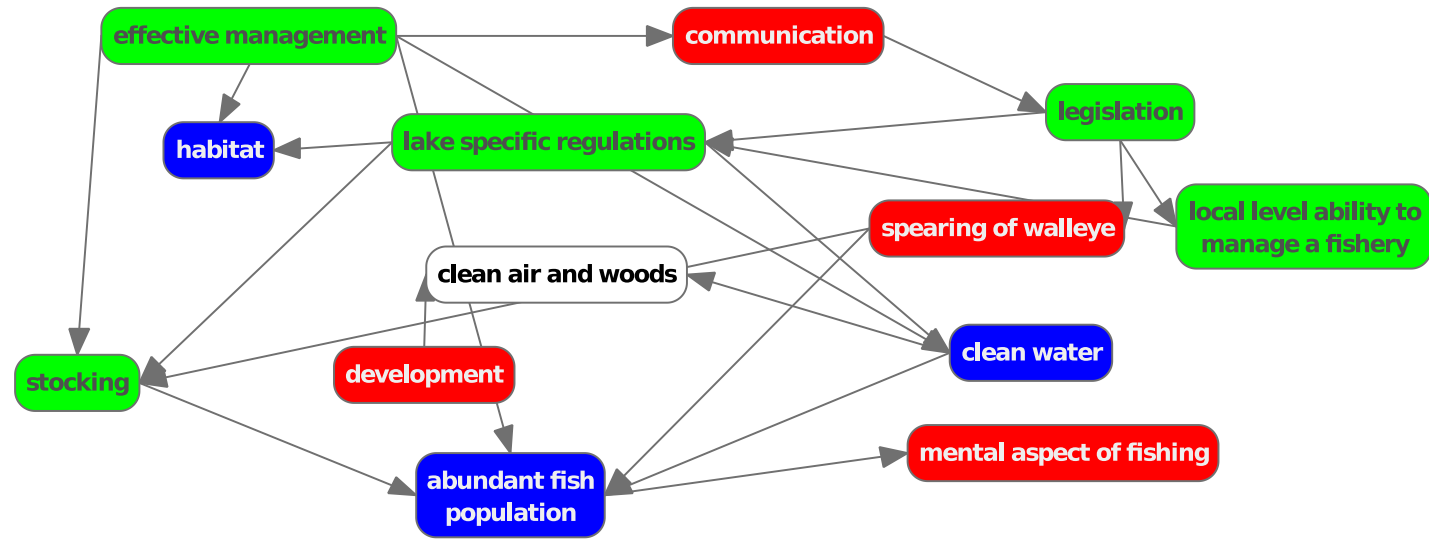 effective management
communication
legislation
habitat
lake specific regulations
local level ability to
manage a fishery
spearing of walleye
clean air and woods
clean water
stocking
development
mental aspect of fishing
abundant fish
population